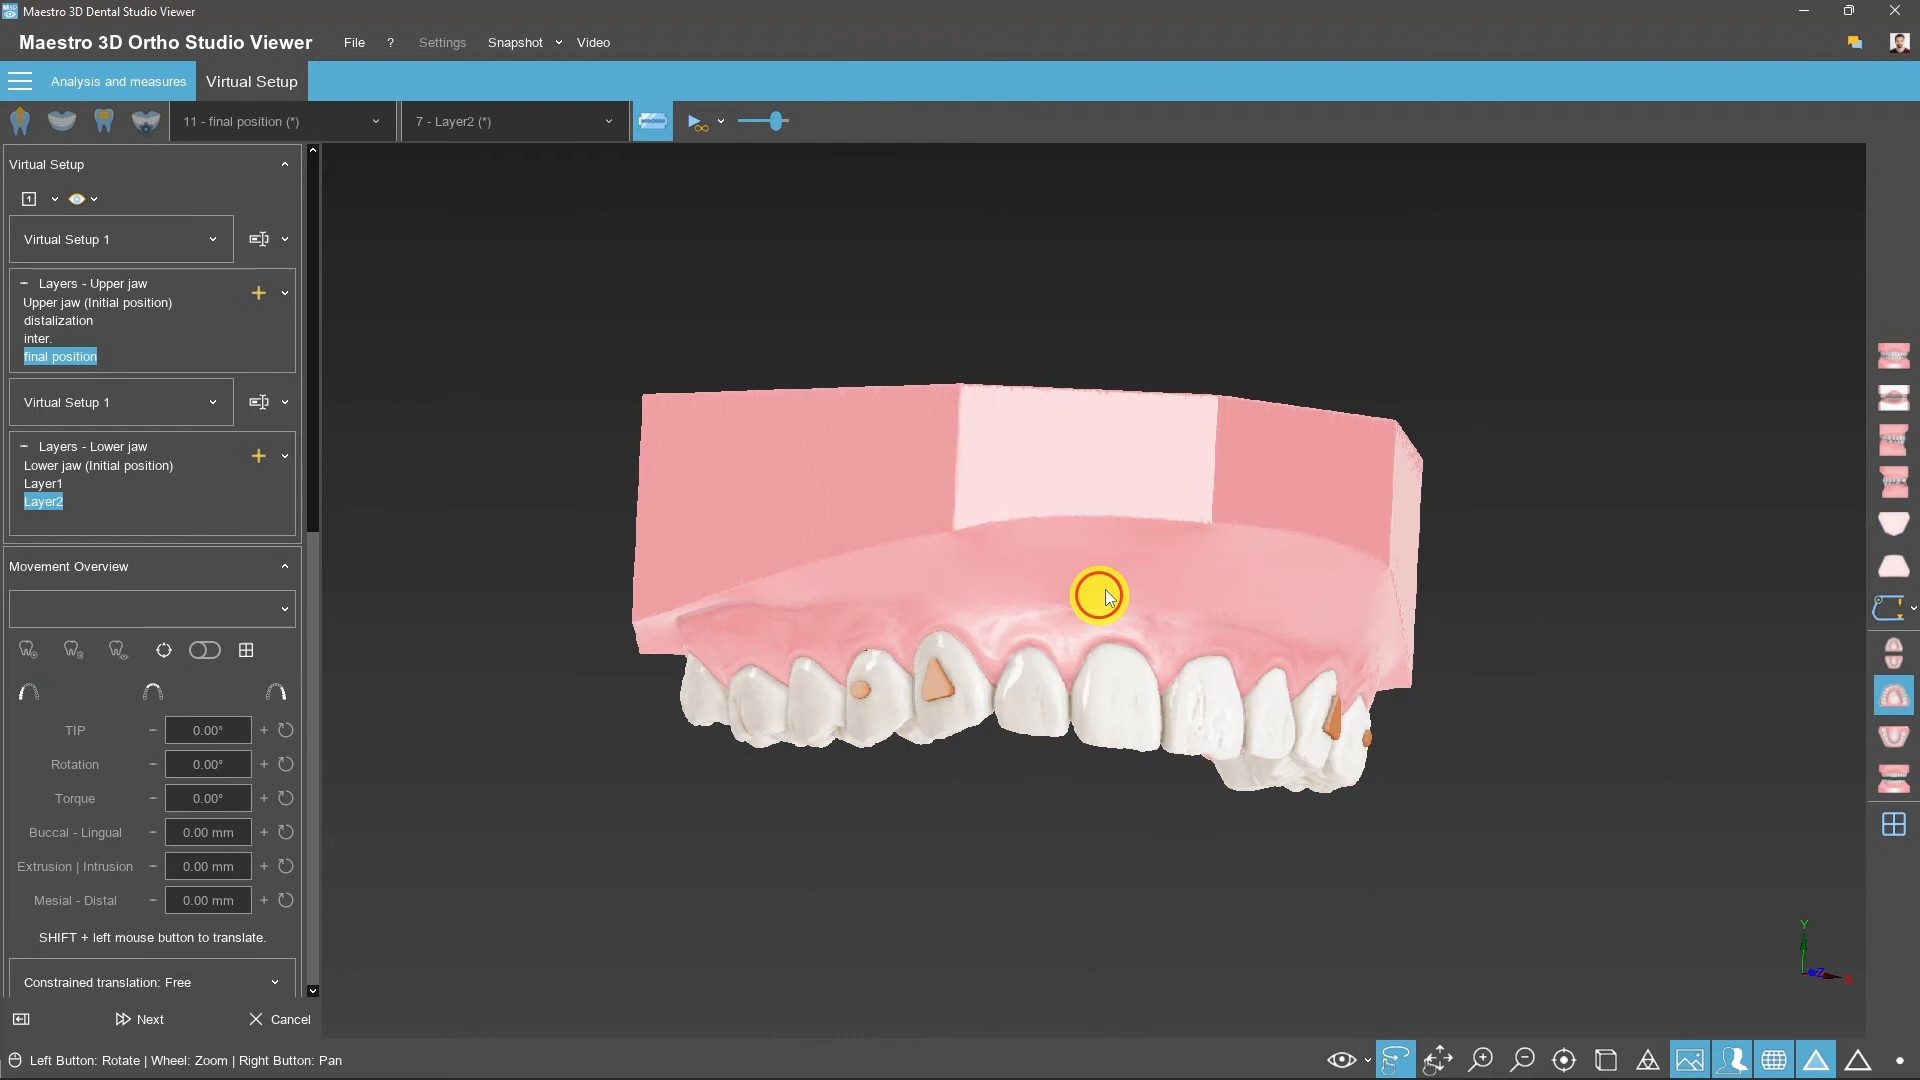 Maestro 3D Dental Studio Viewer
Maestro 3D Ortho Studio Viewer
File ? Settings Snapshot Video
Analysis and measures Virtual Setup
11 - final position (*) 7 - Layer2 (*)
Virtual Setup
1
Virtual Setup 1
Layers - Upper jaw
Upper jaw (Initial position)
distalization
inter.
final position
Virtual Setup 1
Layers - Lower jaw
Lower jaw (Initial position)
Layer1
Layer2
Movement Overview
TIP 0.00°
Rotation 0.00°
Torque 0.00°
Buccal - Lingual 0.00 mm
Extrusion | Intrusion 0.00 mm
Mesial - Distal 0.00 mm
SHIFT + left mouse button to translate.
Constrained translation: Free
Next Cancel
Left Button: Rotate | Wheel: Zoom | Right Button: Pan
Y
Z
X